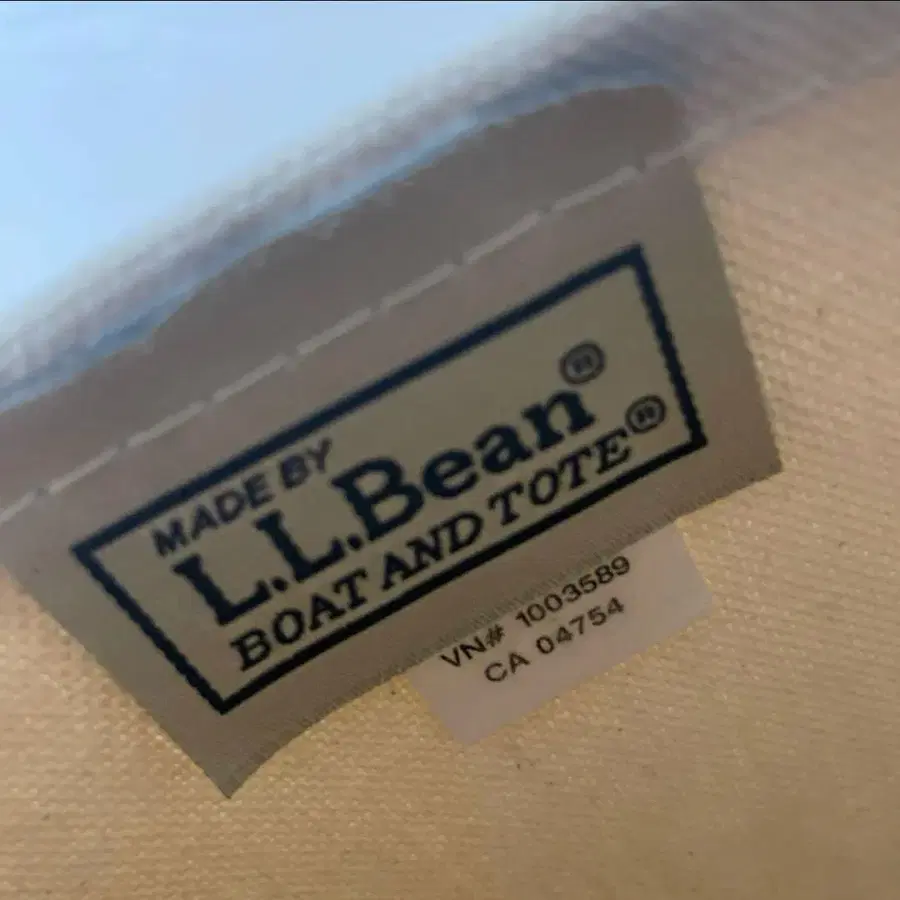 MADE BY
L.L.Bean®
BOAT AND TOTE®
VN# 1003589
CA 04754